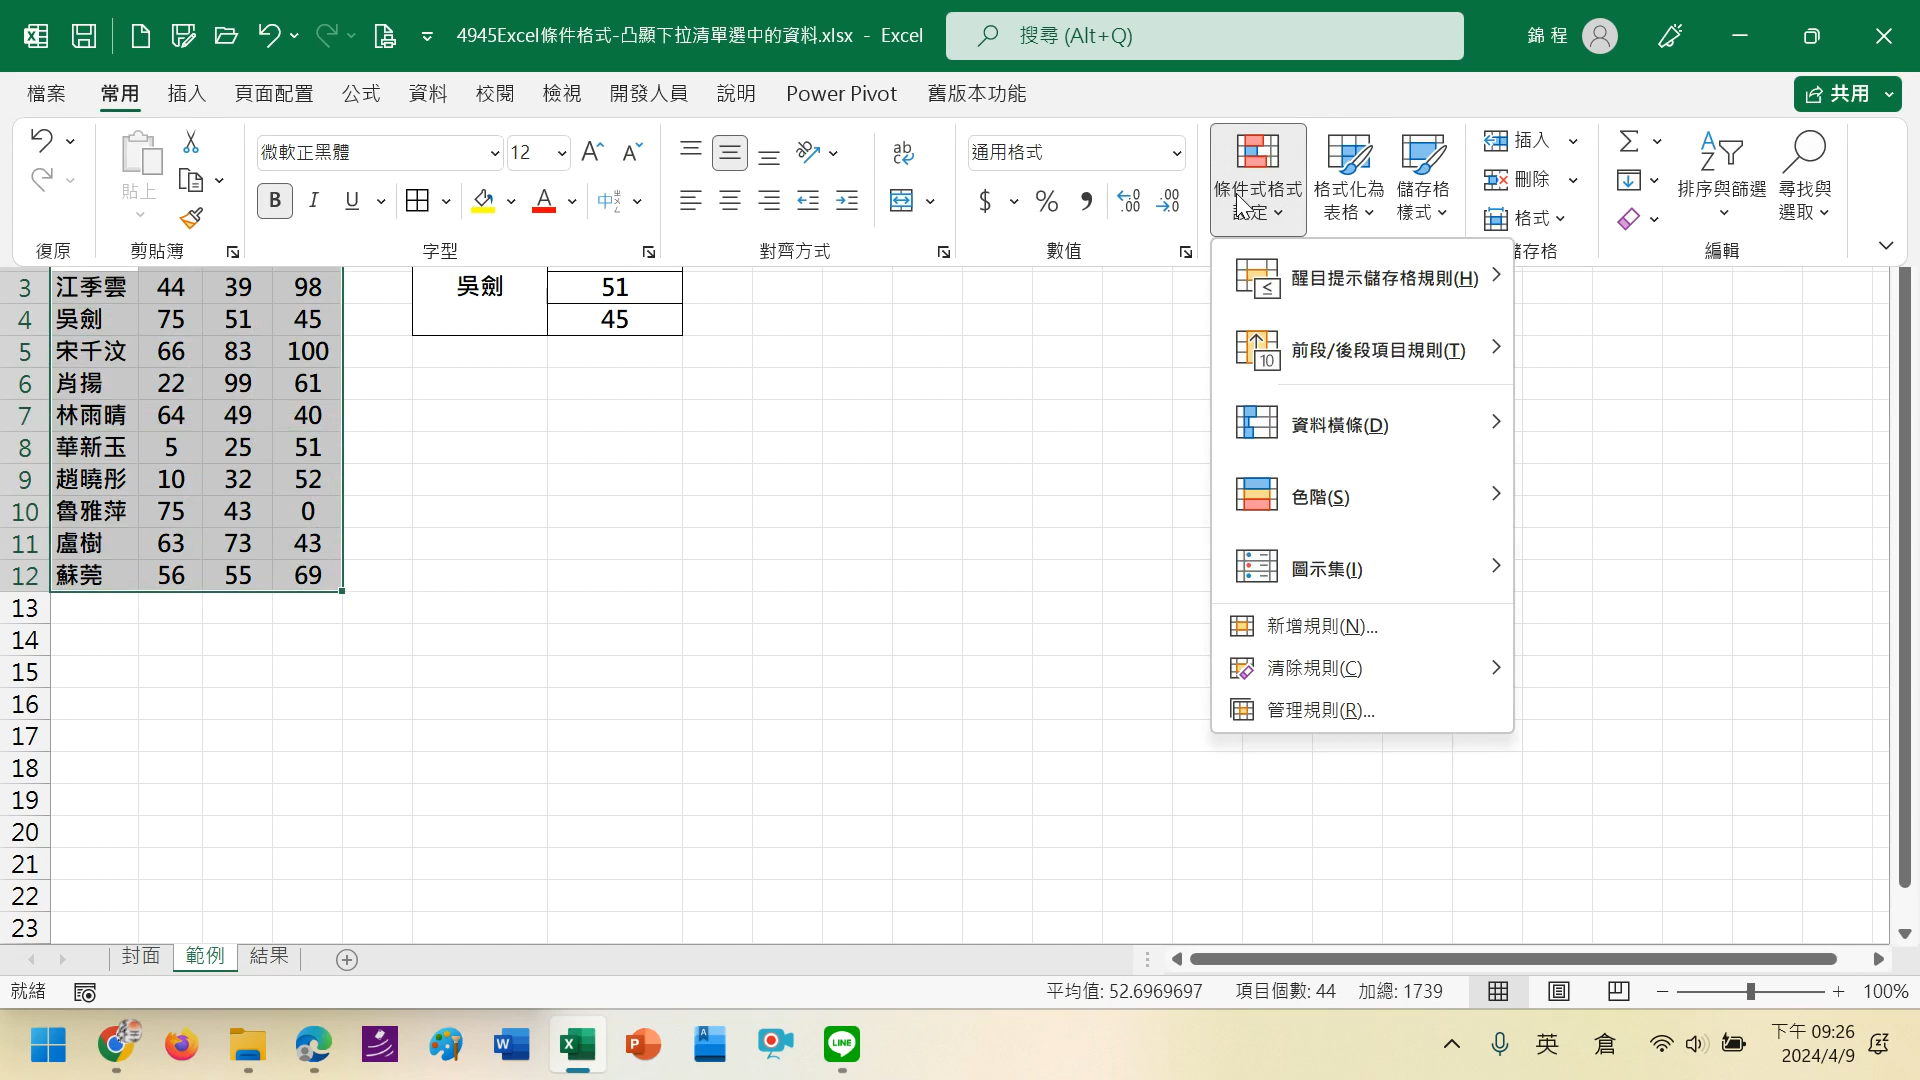 4945Excel條件格式-凸顯下拉清單選中的資料.xlsx - Excel
搜尋 (Alt+Q)
錦 程
檔案 常用 插入 頁面配置 公式 資料 校閱 檢視 開發人員 說明 Power Pivot 舊版本功能
共用
貼上
微軟正黑體 12
ab
通用格式
條件式格式
設定
格式化為
表格
儲存格
樣式
插入
刪除
格式
排序與篩選
尋找與
選取
復原 剪貼簿 字型 對齊方式 數值 儲存格 編輯
3 江季雲 44 39 98 吳劍 51
4 吳劍 75 51 45 45
5 宋千汶 66 83 100
6 肖揚 22 99 61
7 林雨晴 64 49 40
8 華新玉 5 25 51
9 趙曉彤 10 32 52
10 魯雅萍 75 43 0
11 盧樹 63 73 43
12 蘇莞 56 55 69
13
14
15
16
17
18
19
20
21
22
23
醒目提示儲存格規則(H)
前段/後段項目規則(T)
資料橫條(D)
色階(S)
圖示集(I)
新增規則(N)...
清除規則(C)
管理規則(R)...
封面 範例 結果
就緒
平均值: 52.6969697 項目個數: 44 加總: 1739
100%
英 倉
下午 09:26
2024/4/9